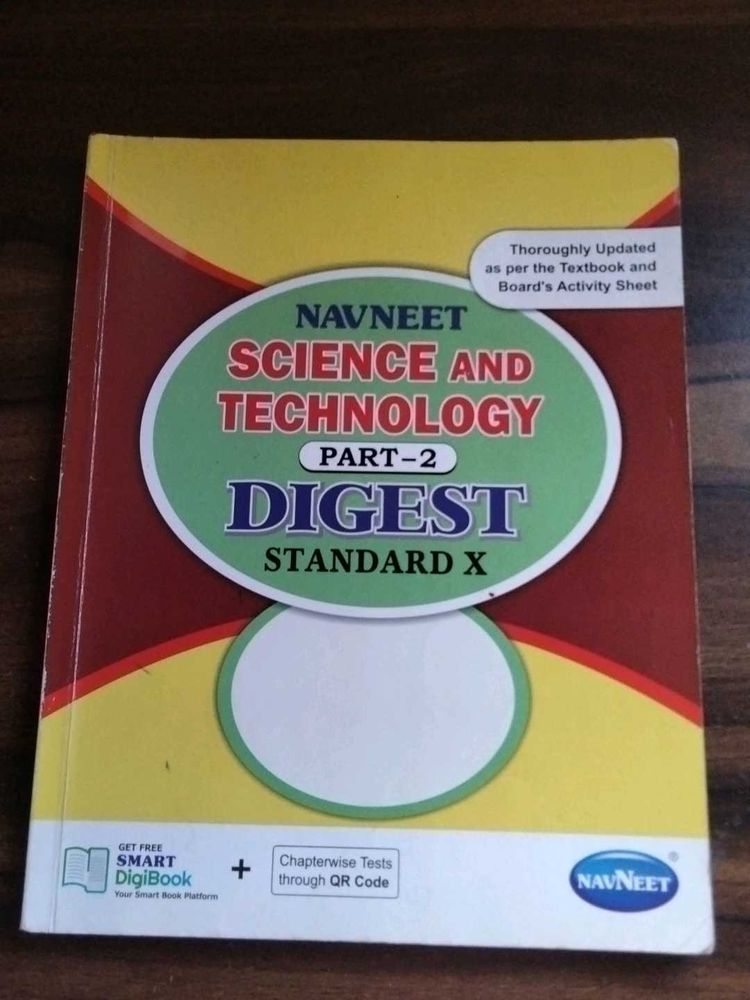 Thoroughly Updated
as per the Textbook and
Board's Activity Sheet
NAVNEET
SCIENCE AND
TECHNOLOGY
PART-2
DIGEST
STANDARD X
GET FREE
SMART
DigiBook
Your Smart Book Platform
+
Chapterwise Tests
through QR Code
NAVNEET®